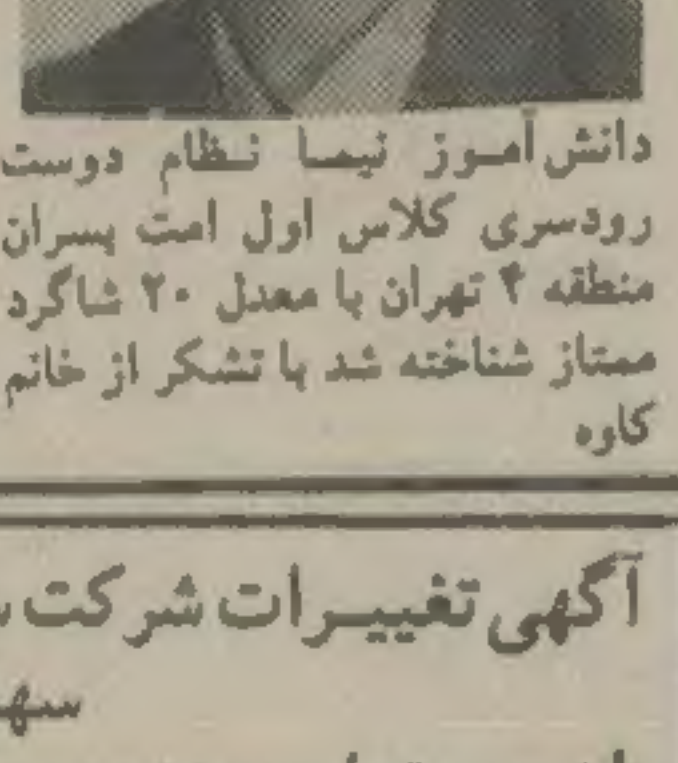 دانش‌آموز نیما نظام دوست
رودسری کلاس اول امت پسران
منطقه ۴ تهران با معدل ۲۰ شاگرد
ممتاز شناخته شد با تشکر از خانم
کاوه
آگهی تغییرات شرکت
سها